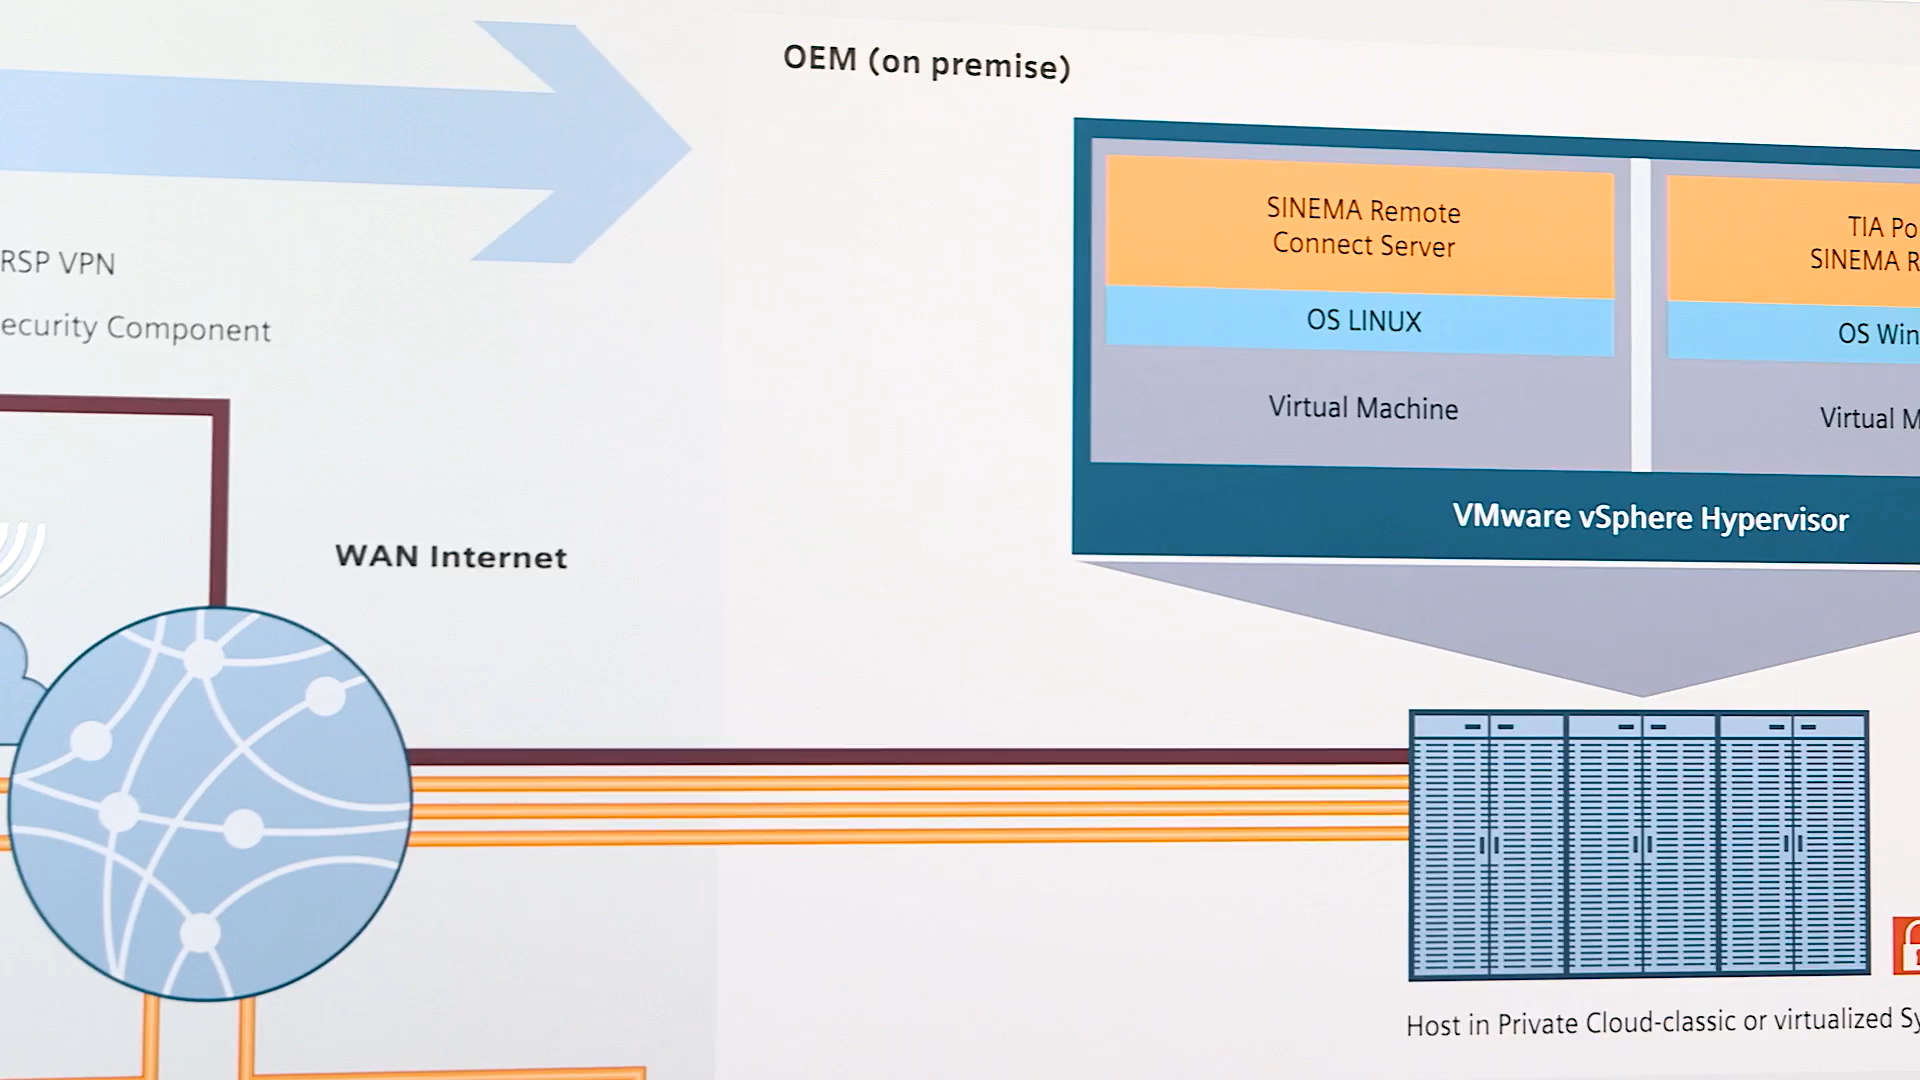 OEM (on premise)
RSP VPN
ecurity Component
SINEMA Remote
Connect Server
OS LINUX
Virtual Machine
TIA Po
SINEMA R
OS Win
Virtual M
VMware vSphere Hypervisor
WAN Internet
Host in Private Cloud-classic or virtualized Sy